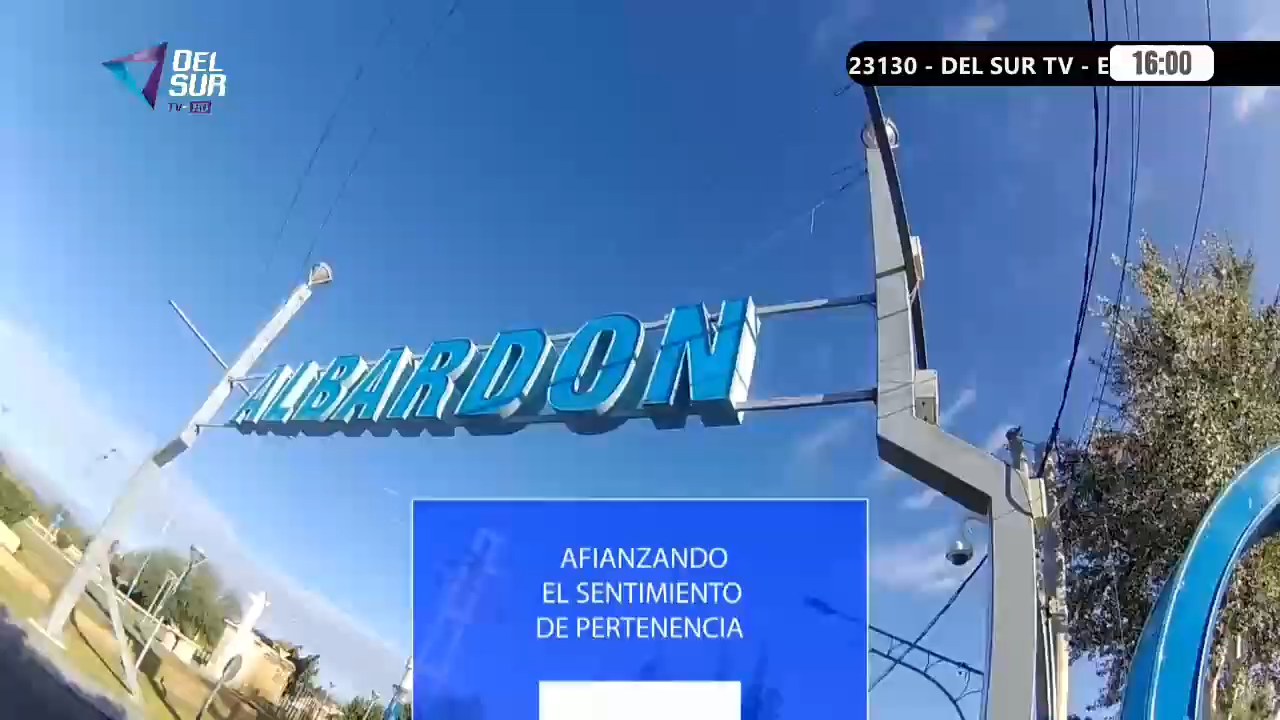 DEL
SUR
TV-HD
23130 - DEL SUR TV - E
16:00
ALBARDON
AFIANZANDO
EL SENTIMIENTO
DE PERTENENCIA